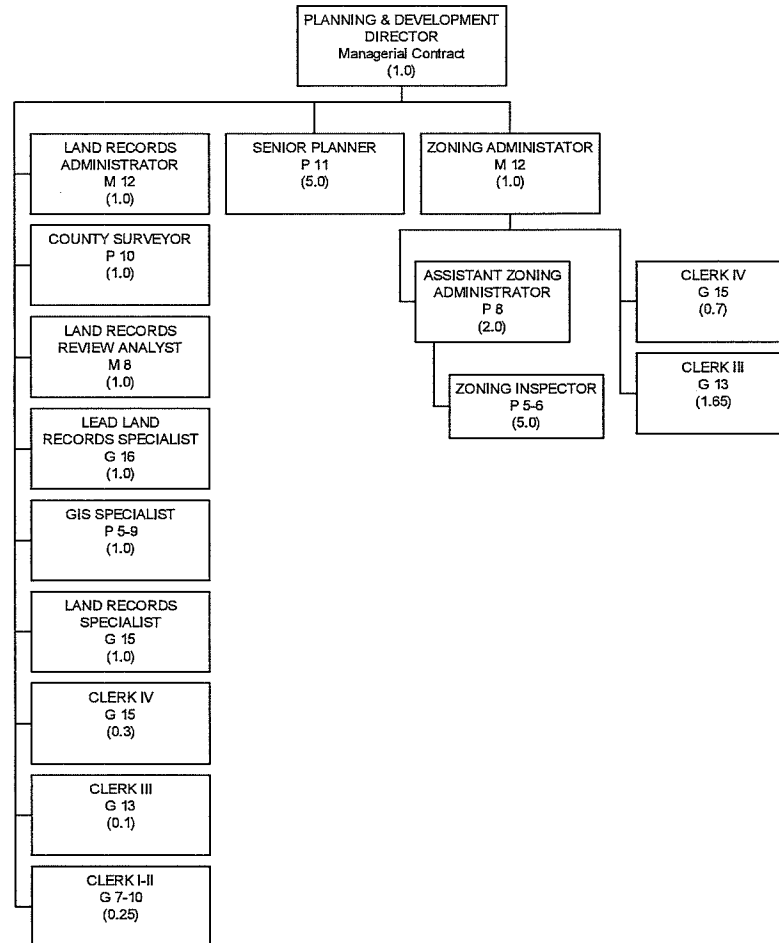 PLANNING & DEVELOPMENT
DIRECTOR
Managerial Contract
(1.0)
LAND RECORDS
ADMINISTRATOR
M 12
(1.0)
SENIOR PLANNER
P 11
(5.0)
ZONING ADMINISTATOR
M 12
(1.0)
COUNTY SURVEYOR
P 10
(1.0)
LAND RECORDS
REVIEW ANALYST
M 8
(1.0)
LEAD LAND
RECORDS SPECIALIST
G 16
(1.0)
GIS SPECIALIST
P 5-9
(1.0)
LAND RECORDS
SPECIALIST
G 15
(1.0)
CLERK IV
G 15
(0.3)
CLERK III
G 13
(0.1)
CLERK I-II
G 7-10
(0.25)
ASSISTANT ZONING
ADMINISTRATOR
P 8
(2.0)
ZONING INSPECTOR
P 5-6
(5.0)
CLERK IV
G 15
(0.7)
CLERK III
G 13
(1.65)